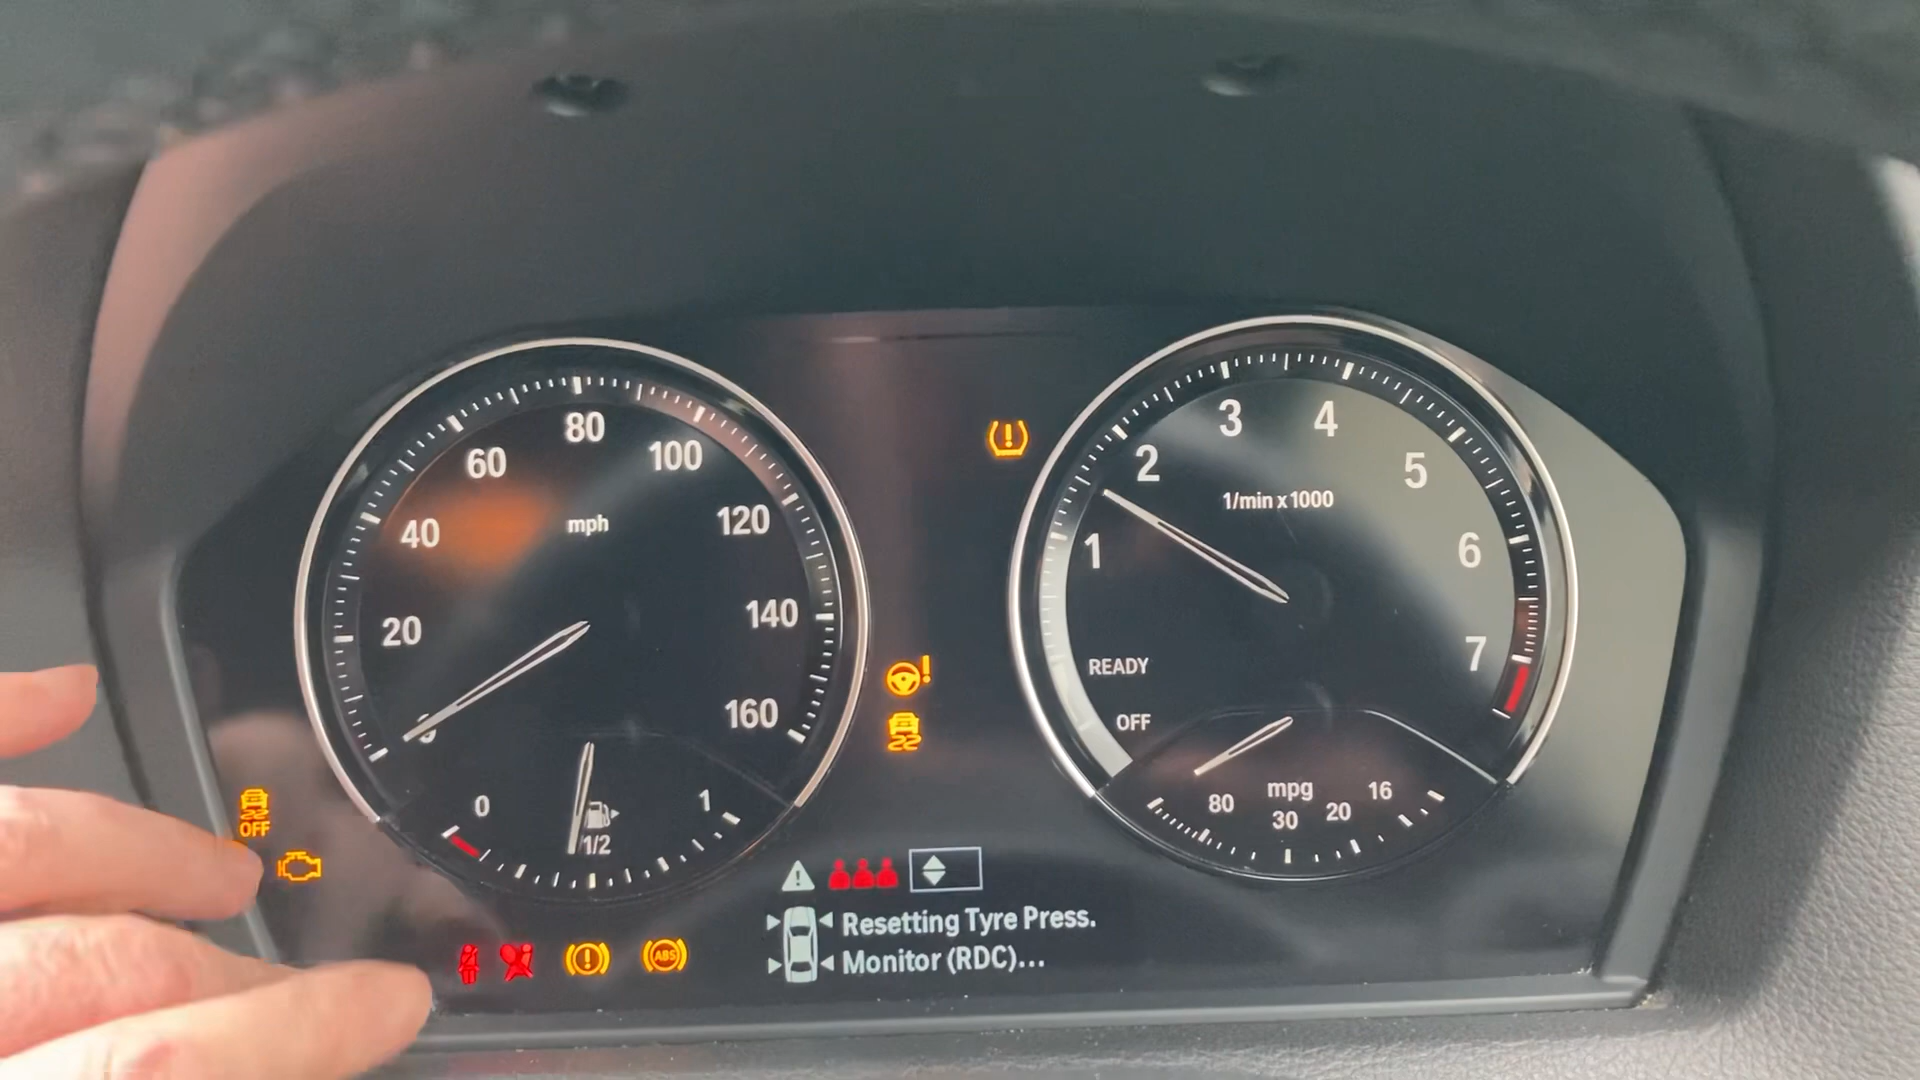 80
60
100
40
mph
120
20
140
160
0
1
1/2
OFF
ABS
3
4
2
5
1/min x 1000
1
6
READY
7
OFF
mpg
80
30
20
16
Resetting Tyre Press.
Monitor (RDC)...